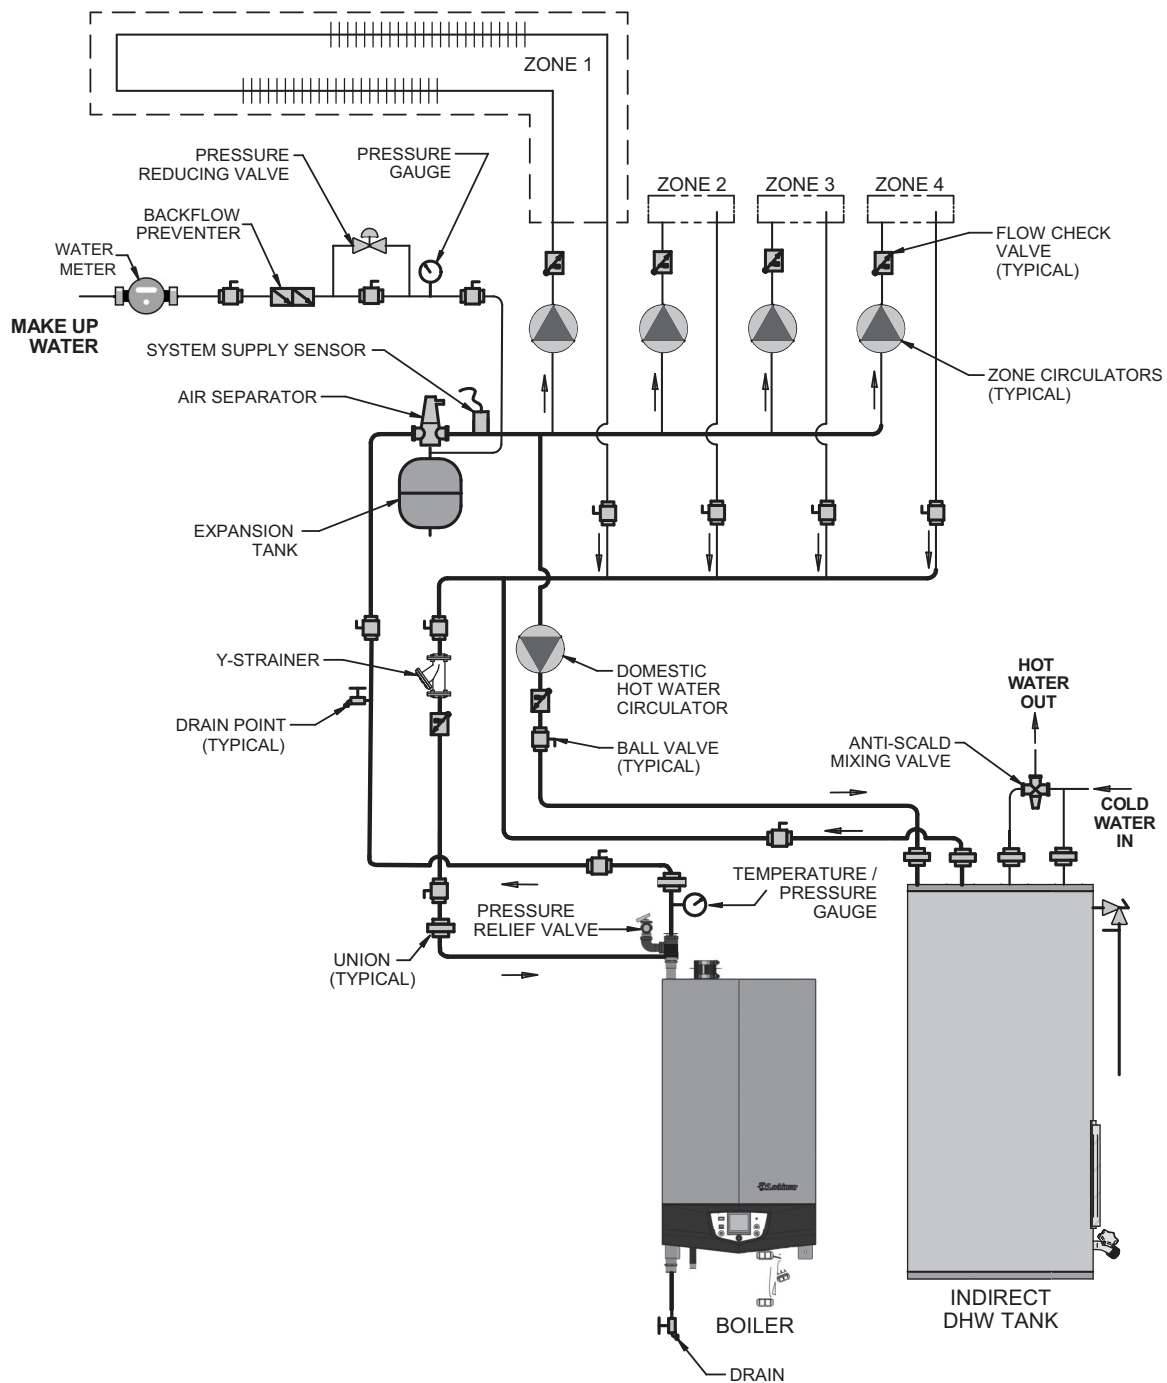 ZONE 1
PRESSURE
REDUCING VALVE
PRESSURE
GAUGE
ZONE 2
ZONE 3
ZONE 4
BACKFLOW
PREVENTER
WATER
METER
FLOW CHECK
VALVE
(TYPICAL)
MAKE UP
WATER
SYSTEM SUPPLY SENSOR
AIR SEPARATOR
ZONE CIRCULATORS
(TYPICAL)
EXPANSION
TANK
Y-STRAINER
DOMESTIC
HOT WATER
CIRCULATOR
HOT
WATER
OUT
DRAIN POINT
(TYPICAL)
BALL VALVE
(TYPICAL)
ANTI-SCALD
MIXING VALVE
COLD
WATER
IN
TEMPERATURE /
PRESSURE
GAUGE
PRESSURE
RELIEF VALVE
UNION
(TYPICAL)
Lochinvar
BOILER
INDIRECT
DHW TANK
DRAIN